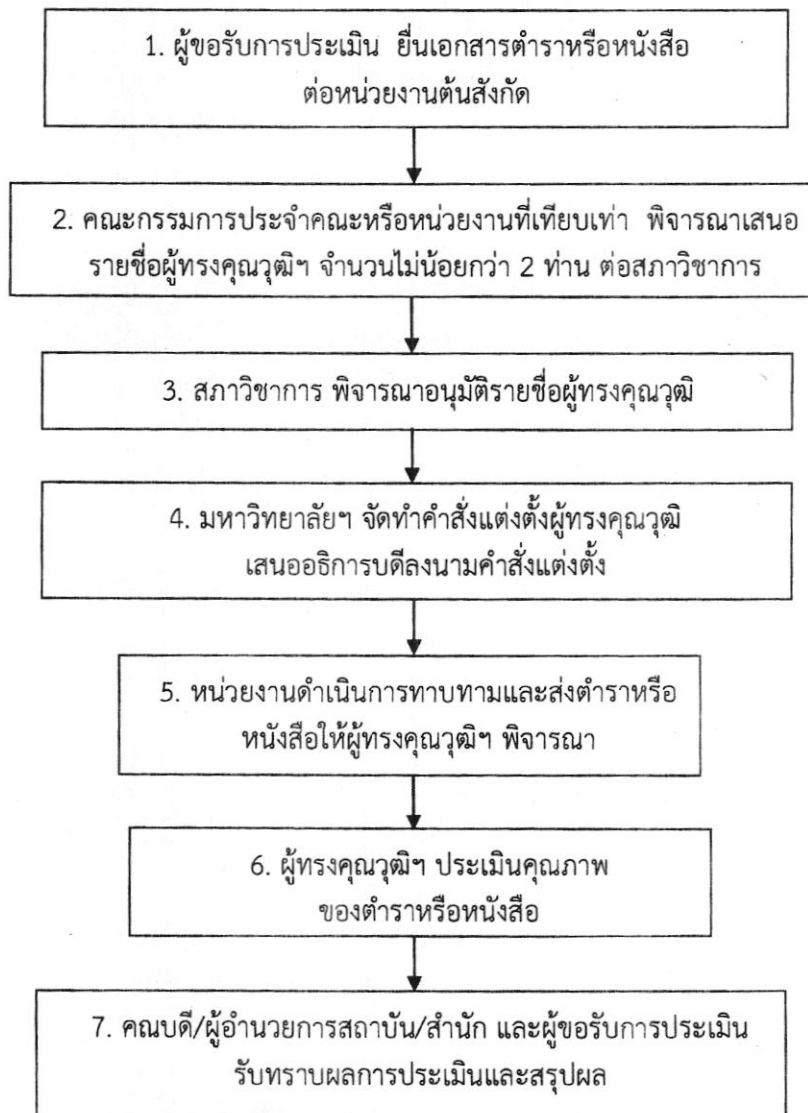 1. ผู้ขอรับการประเมิน ยื่นเอกสารตำราหรือหนังสือ
ต่อหน่วยงานต้นสังกัด
2. คณะกรรมการประจำคณะหรือหน่วยงานที่เทียบเท่า พิจารณาเสนอ
รายชื่อผู้ทรงคุณวุฒิฯ จำนวนไม่น้อยกว่า 2 ท่าน ต่อสภาวิชาการ
3. สภาวิชาการ พิจารณาอนุมัติรายชื่อผู้ทรงคุณวุฒิ
4. มหาวิทยาลัยฯ จัดทำคำสั่งแต่งตั้งผู้ทรงคุณวุฒิ
เสนออธิการบดีลงนามคำสั่งแต่งตั้ง
5. หน่วยงานดำเนินการทาบทามและส่งตำราหรือ
หนังสือให้ผู้ทรงคุณวุฒิฯ พิจารณา
6. ผู้ทรงคุณวุฒิฯ ประเมินคุณภาพ
ของตำราหรือหนังสือ
7. คณบดี/ผู้อำนวยการสถาบัน/สำนัก และผู้ขอรับการประเมิน
รับทราบผลการประเมินและสรุปผล